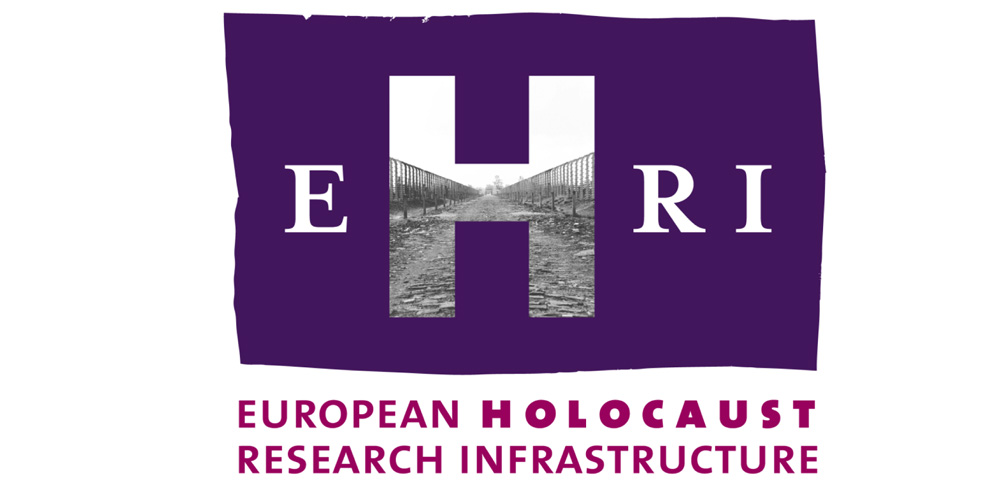 EHRI
EUROPEAN HOLOCAUST
RESEARCH INFRASTRUCTURE